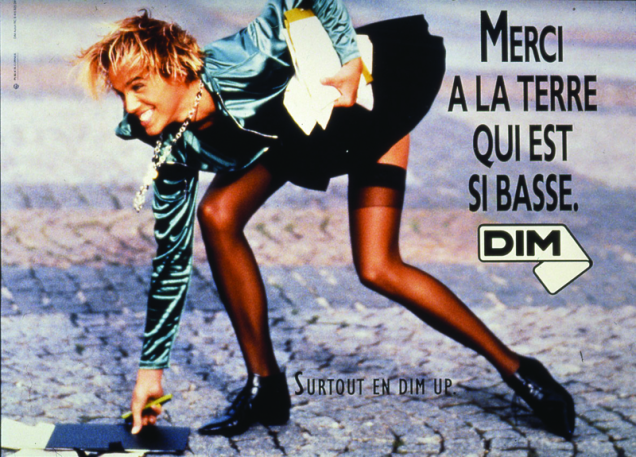 MERCI
A LA TERRE
QUI EST
SI BASSE.
DIM
SURTOUT EN DIM UP.